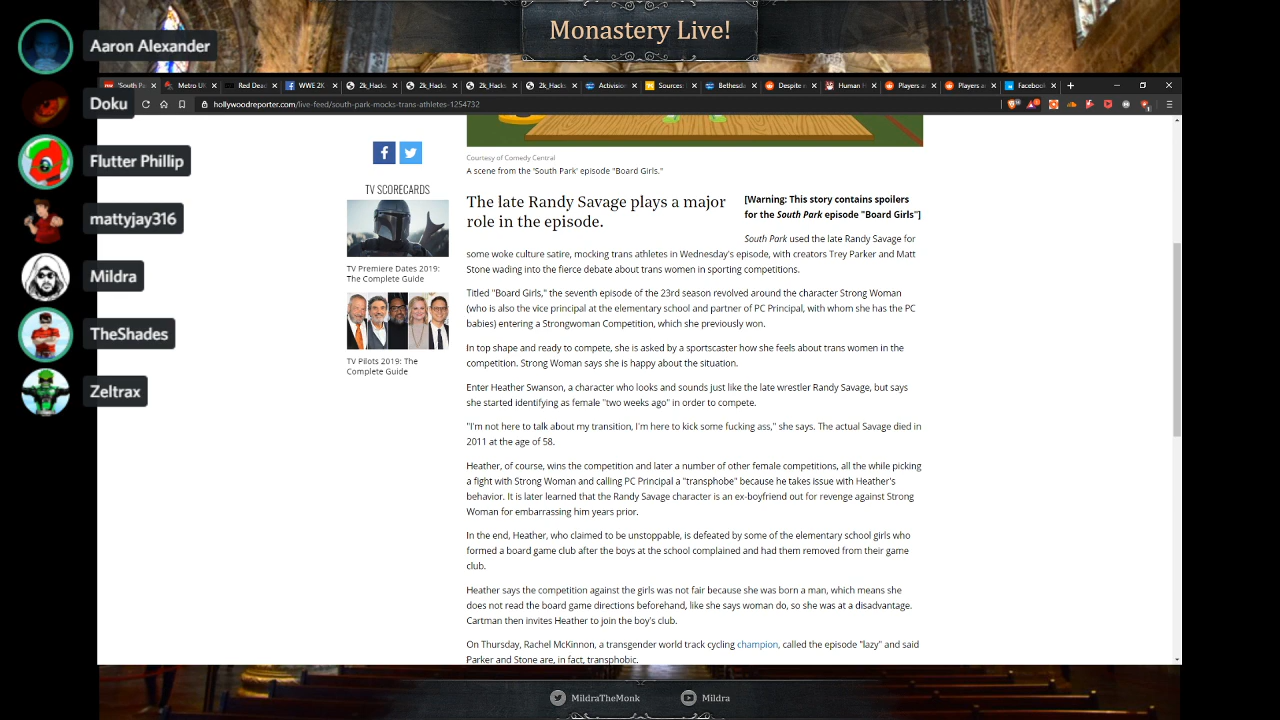 Monastery Live!
Aaron Alexander
Doku
Flutter Phillip
mattyjay316
Mildra
TheShades
Zeltrax
'South Pa
Metro UK
Red Dead
WWE 2K
2k_Hacks
2k_Hacks
2k_Hacks
2k_Hacks
Activision
Sources:
Bethesda
Despite o
Human H
Players a
Players a
Facebook
hollywoodreporter.com/live-feed/south-park-mocks-trans-athletes-1254732
Courtesy of Comedy Central
A scene from the 'South Park' episode "Board Girls."
TV SCORECARDS
TV Premiere Dates 2019:
The Complete Guide
TV Pilots 2019: The
Complete Guide
The late Randy Savage plays a major
role in the episode.
[Warning: This story contains spoilers
for the South Park episode "Board Girls"]
South Park used the late Randy Savage for
some woke culture satire, mocking trans athletes in Wednesday's episode, with creators Trey Parker and Matt
Stone wading into the fierce debate about trans women in sporting competitions.
Titled "Board Girls," the seventh episode of the 23rd season revolved around the character Strong Woman
(who is also the vice principal at the elementary school and partner of PC Principal, with whom she has the PC
babies) entering a Strongwoman Competition, which she previously won.
In top shape and ready to compete, she is asked by a sportscaster how she feels about trans women in the
competition. Strong Woman says she is happy about the situation.
Enter Heather Swanson, a character who looks and sounds just like the late wrestler Randy Savage, but says
she started identifying as female "two weeks ago" in order to compete.
"I'm not here to talk about my transition, I'm here to kick some fucking ass," she says. The actual Savage died in
2011 at the age of 58.
Heather, of course, wins the competition and later a number of other female competitions, all the while picking
a fight with Strong Woman and calling PC Principal a "transphobe" because he takes issue with Heather's
behavior. It is later learned that the Randy Savage character is an ex-boyfriend out for revenge against Strong
Woman for embarrassing him years prior.
In the end, Heather, who claimed to be unstoppable, is defeated by some of the elementary school girls who
formed a board game club after the boys at the school complained and had them removed from their game
club.
Heather says the competition against the girls was not fair because she was born a man, which means she
does not read the board game directions beforehand, like she says woman do, so she was at a disadvantage.
Cartman then invites Heather to join the boy's club.
On Thursday, Rachel McKinnon, a transgender world track cycling champion, called the episode "lazy" and said
Parker and Stone are, in fact, transphobic.
MildraTheMonk
Mildra